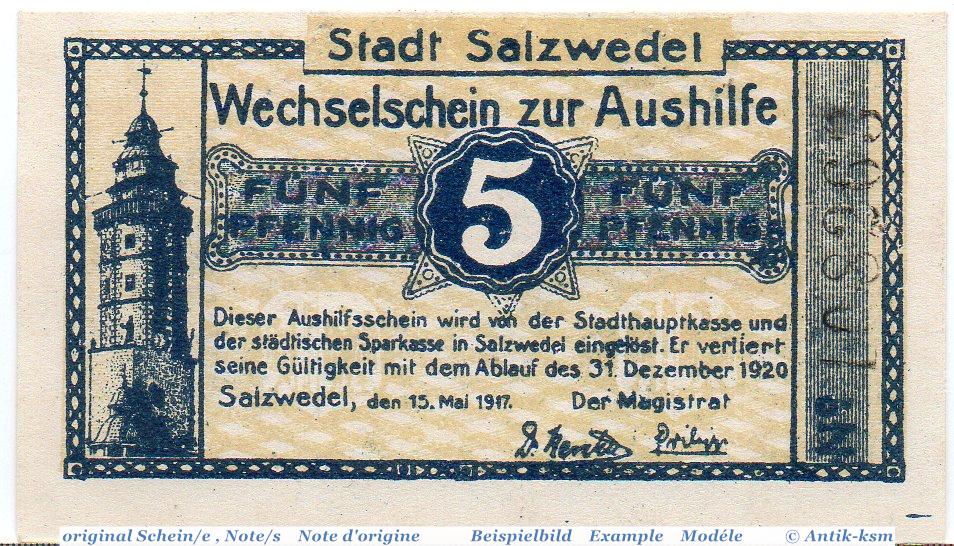 Stadt Salzwedel
Wechselschein zur Aushilfe
FÜNF PFENNIG
5
FÜNF PFENNIG
Dieser Aushilfsschein wird von der Stadthauptkasse und
der städtischen Sparkasse in Salzwedel eingelöst. Er verliert
seine Gültigkeit mit dem Ablauf des 31. Dezember 1920
Salzwedel, den 15. Mai 1917. Der Magistrat
Nº
original Schein/e , Note/s Note d'origine Beispielbild Example Modéle © Antik-ksm